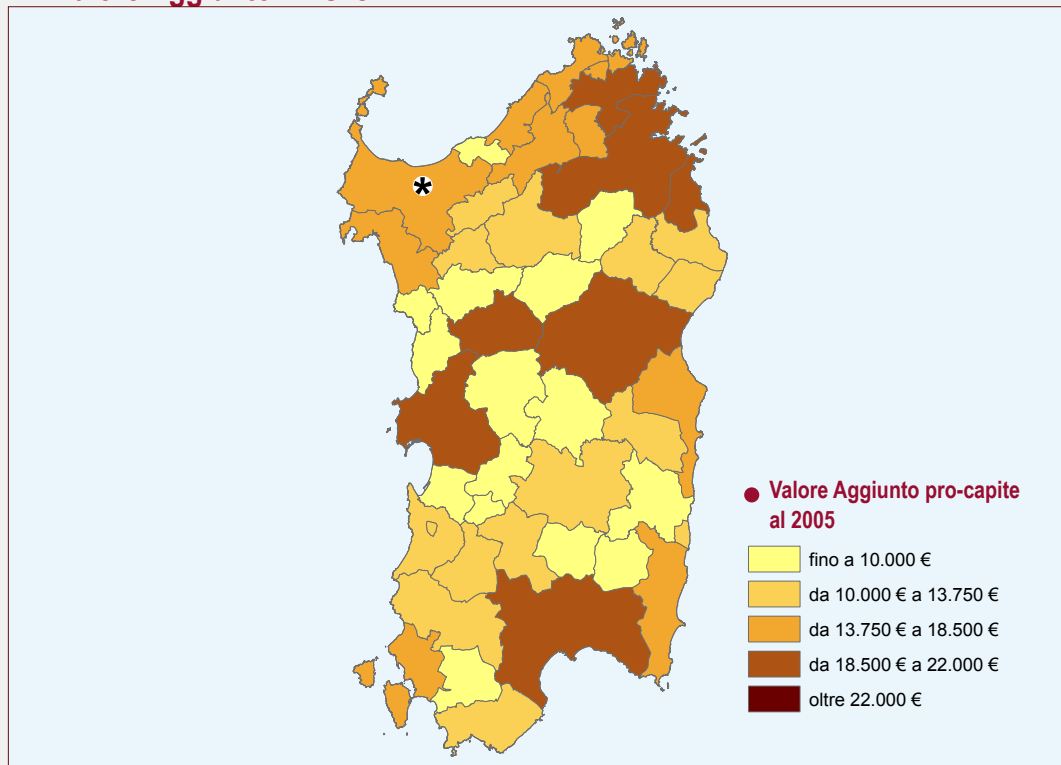 ● Valore Aggiunto pro-capite
al 2005
fino a 10.000 €
da 10.000 € a 13.750 €
da 13.750 € a 18.500 €
da 18.500 € a 22.000 €
oltre 22.000 €